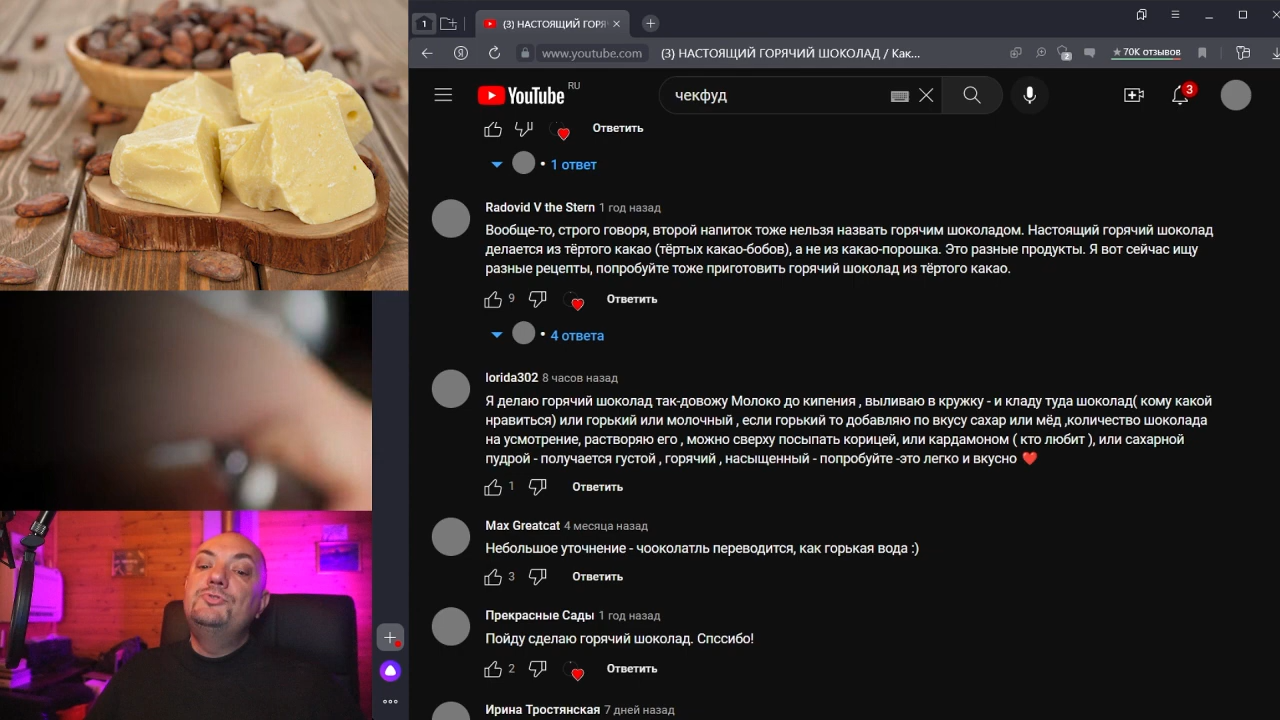 1
(3) НАСТОЯЩИЙ ГОРЯЧ
www.youtube.com
(3) НАСТОЯЩИЙ ГОРЯЧИЙ ШОКОЛАД / Как...
2
★ 70K отзывов
YouTube RU
чекфуд
3
Ответить
• 1 ответ
Radovid V the Stern 1 год назад
Вообще-то, строго говоря, второй напиток тоже нельзя назвать горячим шоколадом. Настоящий горячий шоколад
делается из тёртого какао (тёртых какао-бобов), а не из какао-порошка. Это разные продукты. Я вот сейчас ищу
разные рецепты, попробуйте тоже приготовить горячий шоколад из тёртого какао.
9 Ответить
• 4 ответа
lorida302 8 часов назад
Я делаю горячий шоколад так-довожу Молоко до кипения , выливаю в кружку - и кладу туда шоколад( кому какой
нравиться) или горький или молочный , если горький то добавляю по вкусу сахар или мёд ,количество шоколада
на усмотрение, растворяю его , можно сверху посыпать корицей, или кардамоном ( кто любит ), или сахарной
пудрой - получается густой , горячий , насыщенный - попробуйте -это легко и вкусно ❤️
1 Ответить
Max Greatcat 4 месяца назад
Небольшое уточнение - чооколатль переводится, как горькая вода :)
3 Ответить
Прекрасные Сады 1 год назад
Пойду сделаю горячий шоколад. Спссибо!
2 Ответить
Ирина Тростянская 7 дней назад